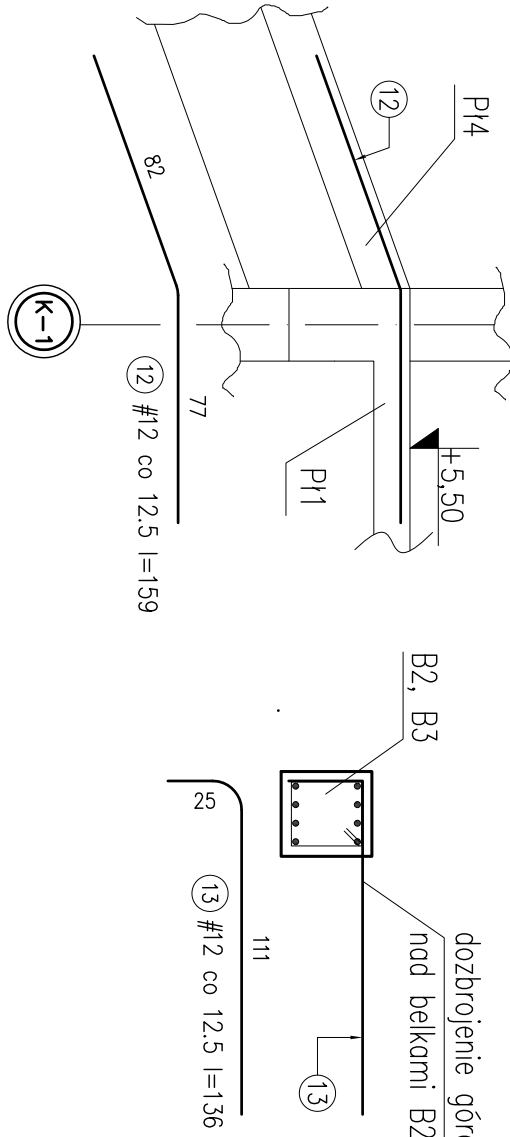 Pł4
12
82
K-1
77
12 #12 co 12.5 l=159
Pł1
+5,50
B2, B3
dozbrojenie
nad belkami B2
25
111
13 #12 co 12.5 l=136
13